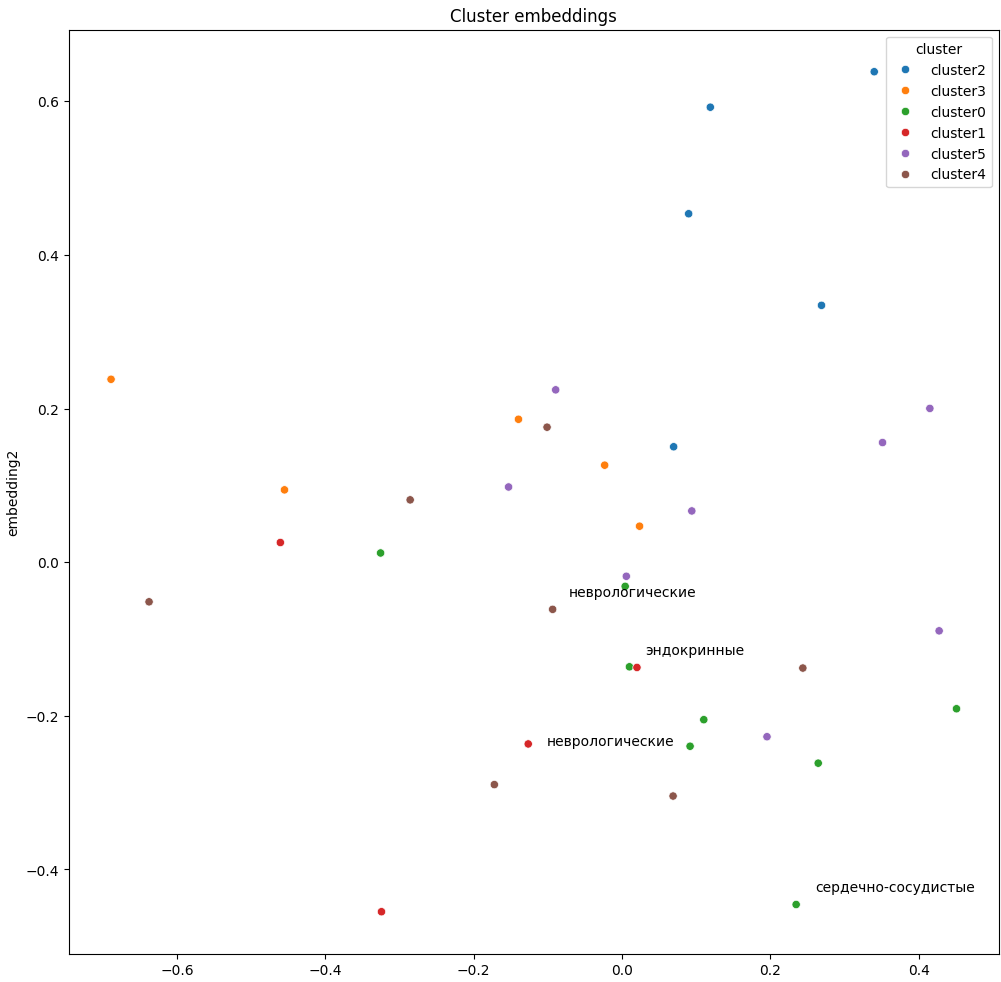 Cluster embeddings
cluster
cluster2
cluster3
cluster0
cluster1
cluster5
cluster4
0.6
0.4
0.2
0.0
−0.2
−0.4
embedding2
неврологические
эндокринные
неврологические
сердечно-сосудистые
−0.6
−0.4
−0.2
0.0
0.2
0.4